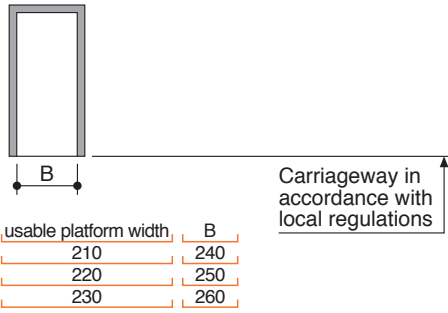 B
Carriageway in
accordance with
local regulations
usable platform width B
210 240
220 250
230 260